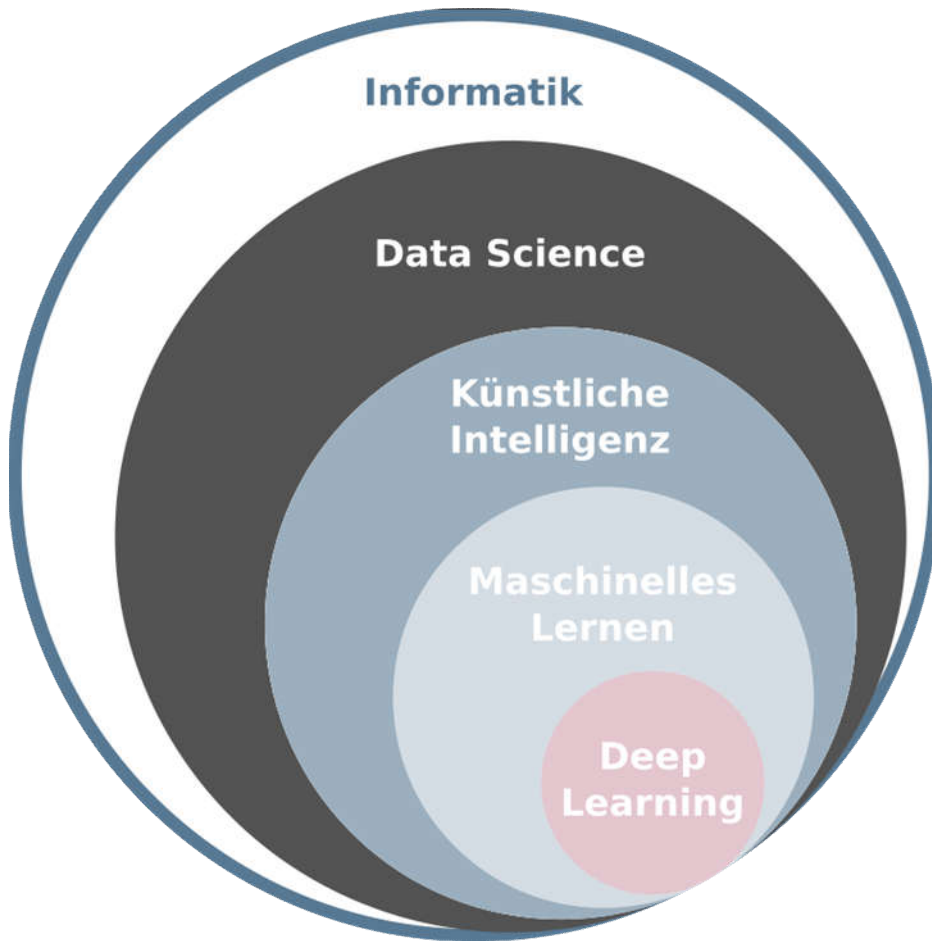 Informatik
Data Science
Künstliche
Intelligenz
Maschinelles
Lernen
Deep
Learning